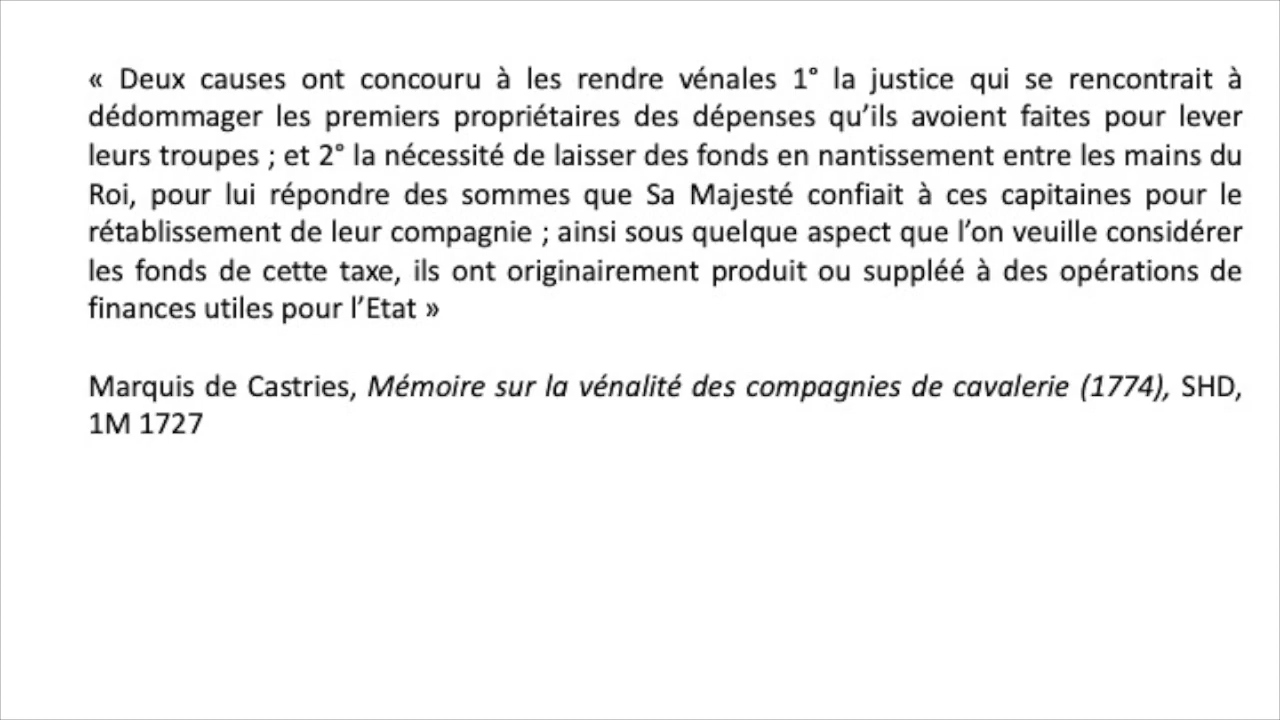 « Deux causes ont concouru à les rendre vénales 1° la justice qui se rencontrait à
dédommager les premiers propriétaires des dépenses qu’ils avoient faites pour lever
leurs troupes ; et 2° la nécessité de laisser des fonds en nantissement entre les mains du
Roi, pour lui répondre des sommes que Sa Majesté confiait à ces capitaines pour le
rétablissement de leur compagnie ; ainsi sous quelque aspect que l’on veuille considérer
les fonds de cette taxe, ils ont originairement produit ou suppléé à des opérations de
finances utiles pour l’Etat »
Marquis de Castries, Mémoire sur la vénalité des compagnies de cavalerie (1774), SHD,
1M 1727